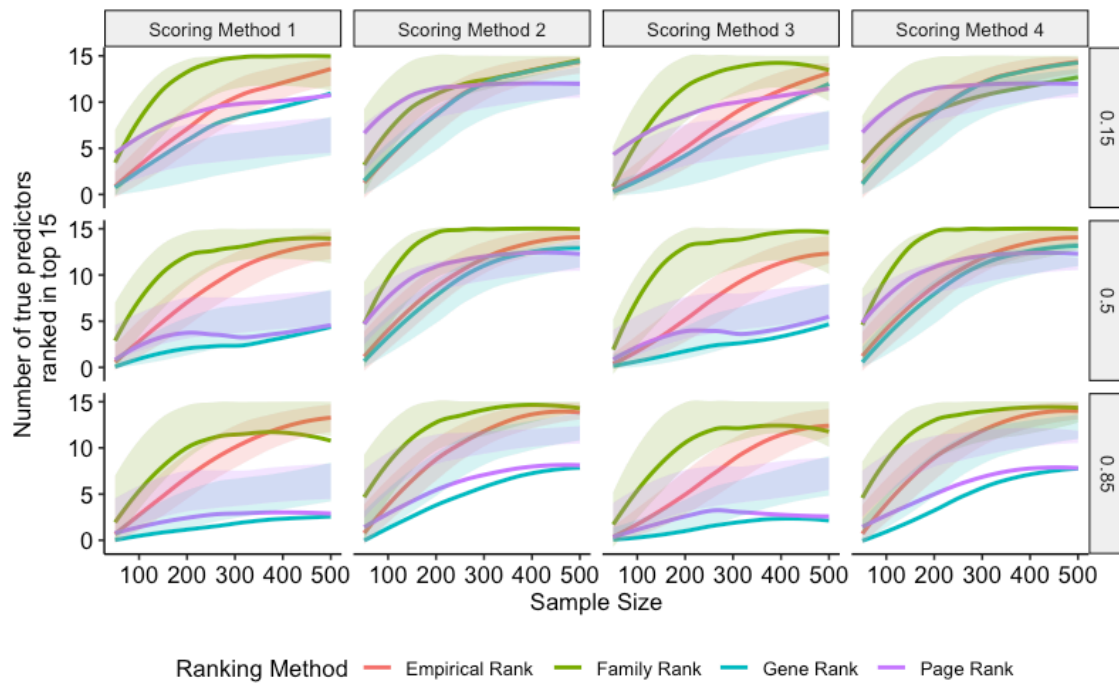 Scoring Method 1
Scoring Method 2
Scoring Method 3
Scoring Method 4
Number of true predictors
ranked in top 15
15
10
5
0
0.15
15
10
5
0
0.5
15
10
5
0
0.85
100 200 300 400 500
100 200 300 400 500
100 200 300 400 500
100 200 300 400 500
Sample Size
Ranking Method Empirical Rank Family Rank Gene Rank Page Rank